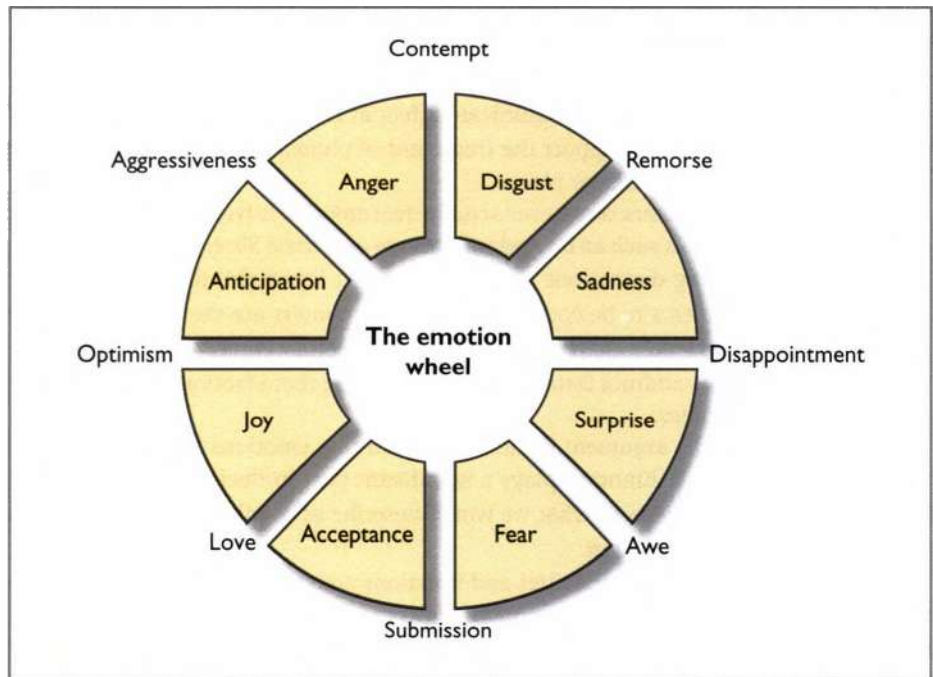 Contempt
Aggressiveness
Remorse
Anger
Disgust
Anticipation
Sadness
The emotion
wheel
Optimism
Disappointment
Joy
Surprise
Love
Acceptance
Fear
Awe
Submission